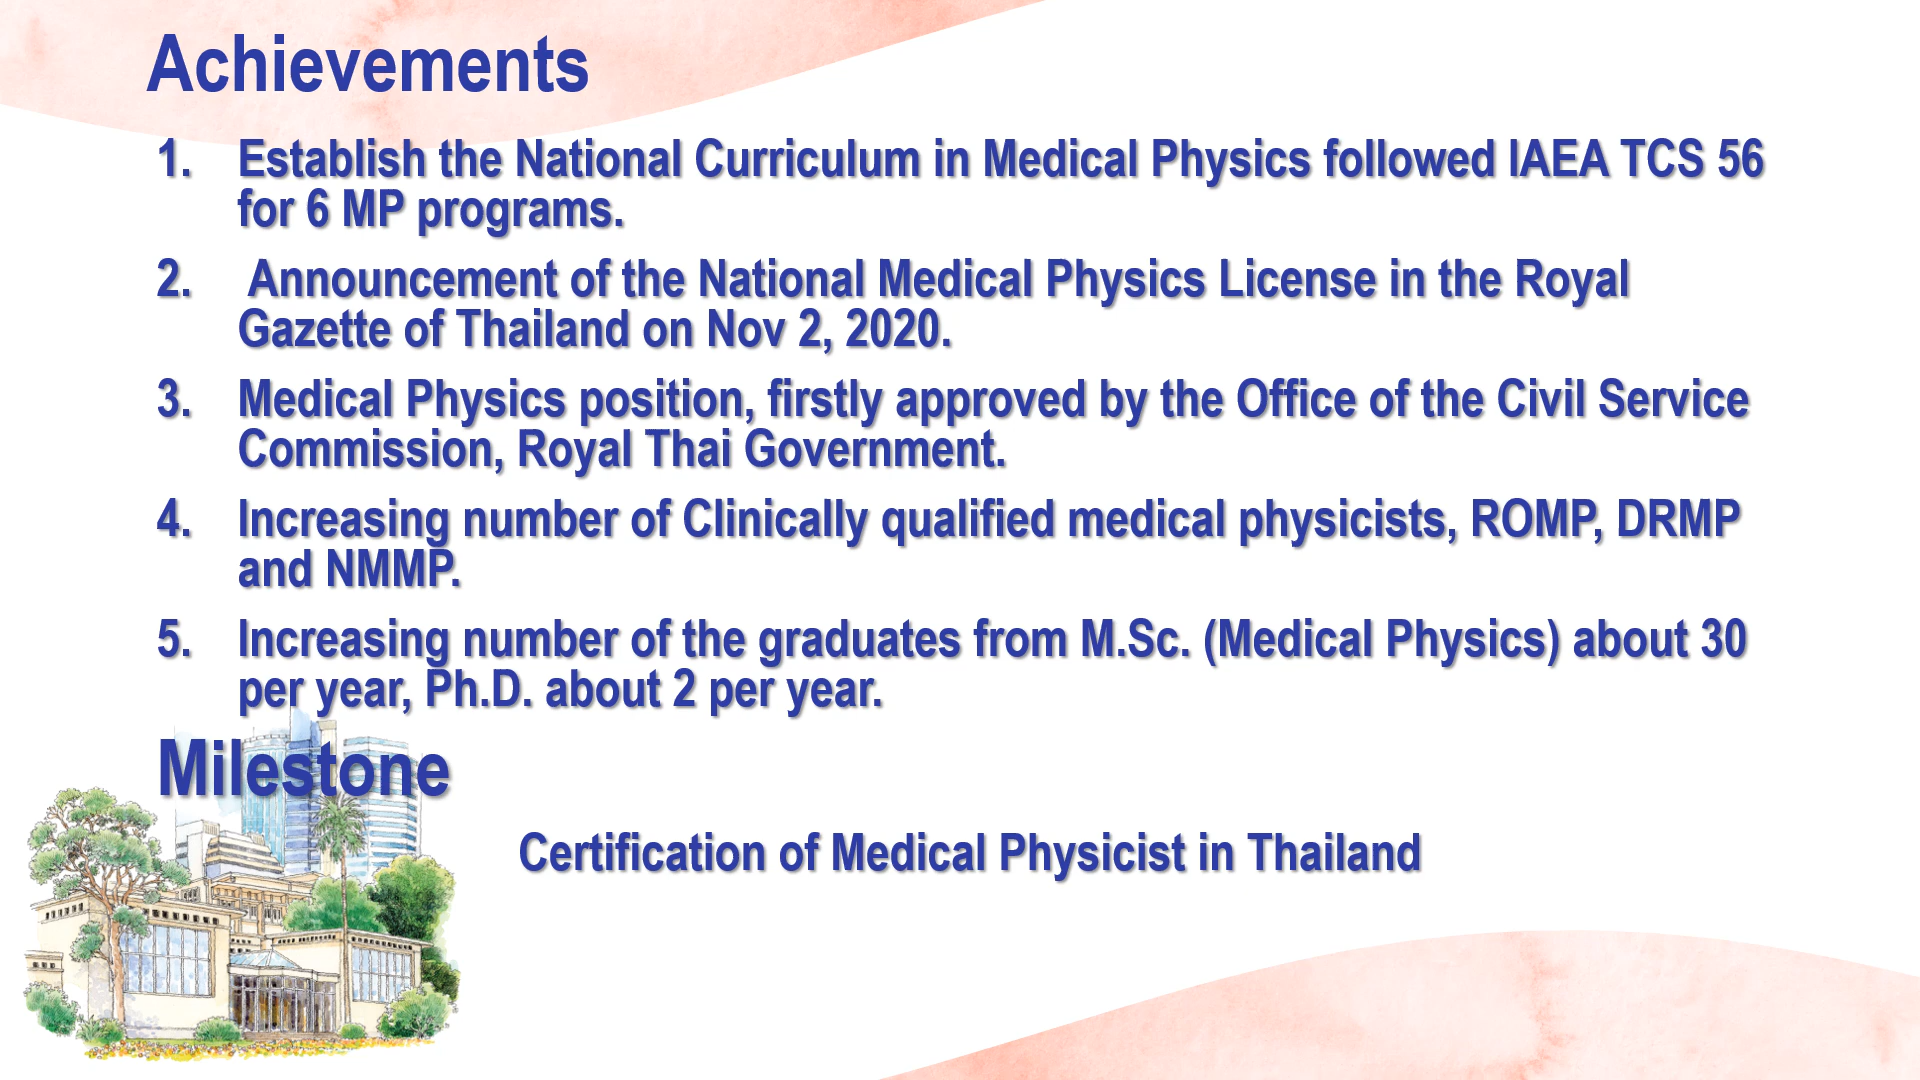 Achievements
1. Establish the National Curriculum in Medical Physics followed IAEA TCS 56
for 6 MP programs.
2. Announcement of the National Medical Physics License in the Royal
Gazette of Thailand on Nov 2, 2020.
3. Medical Physics position, firstly approved by the Office of the Civil Service
Commission, Royal Thai Government.
4. Increasing number of Clinically qualified medical physicists, ROMP, DRMP
and NMMP.
5. Increasing number of the graduates from M.Sc. (Medical Physics) about 30
per year, Ph.D. about 2 per year.
Milestone
Certification of Medical Physicist in Thailand